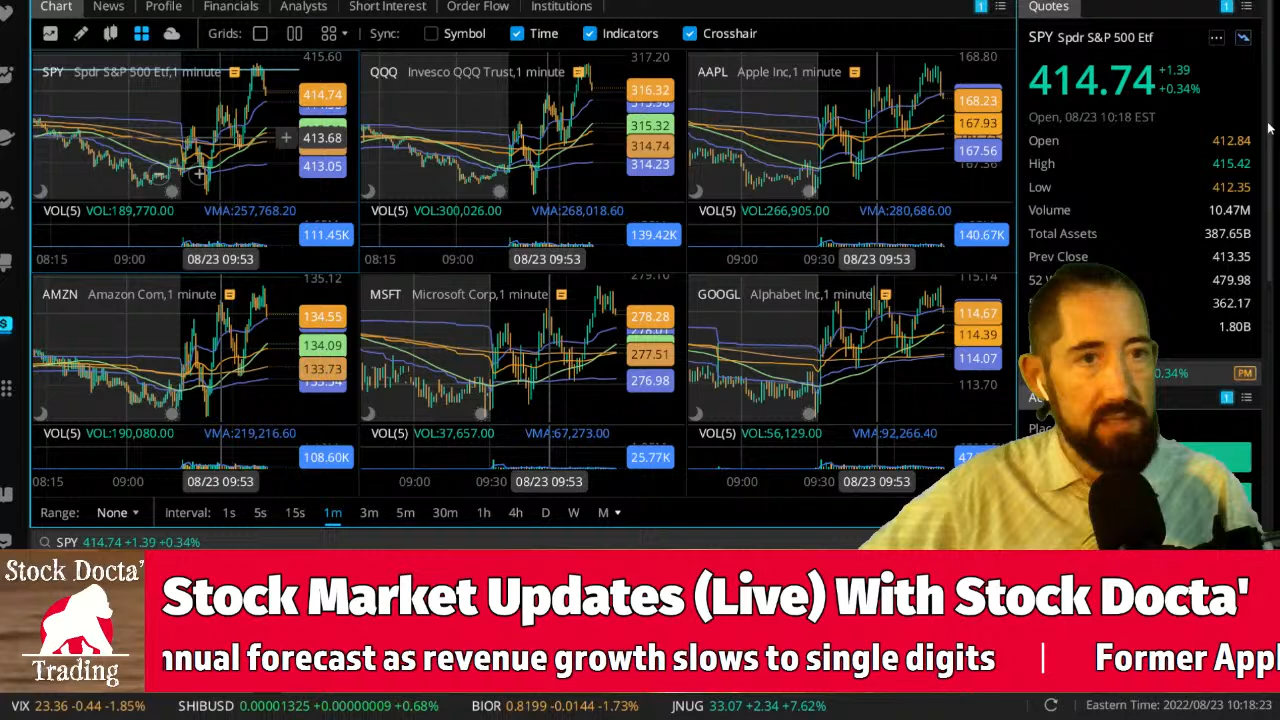 Chart News Profile Financials Analysts Short Interest Order Flow Institutions 1
Grids: Sync: Symbol Time Indicators Crosshair
SPY Spdr S&P 500 Etf,1 minute
415.60
414.74
413.68
413.05
VOL(5) VOL:189,770.00 VMA:257,768.20
111.45K
08:15 09:00 08/23 09:53
QQQ Invesco QQQ Trust,1 minute
317.20
316.32
315.32
314.74
314.23
VOL(5) VOL:300,026.00 VMA:268,018.60
139.42K
08:15 09:00 08/23 09:53
AAPL Apple Inc,1 minute
168.80
168.23
167.93
167.56
VOL(5) VOL:266,905.00 VMA:280,686.00
140.67K
09:00 09:30 08/23 09:53
AMZN Amazon Com,1 minute
135.12
134.55
134.09
133.73
VOL(5) VOL:190,080.00 VMA:219,216.60
108.60K
08:15 09:00 08/23 09:53
MSFT Microsoft Corp,1 minute
278.28
277.51
276.98
VOL(5) VOL:37,657.00 VMA:67,273.00
25.77K
09:00 09:30 08/23 09:53
GOOGL Alphabet Inc,1 minute
115.14
114.67
114.39
114.07
113.70
VOL(5) VOL:56,129.00 VMA:92,266.40
09:00 09:30 08/23 09:53
Range: None Interval: 1s 5s 15s 1m 3m 5m 30m 1h 4h D W M
SPY 414.74 +1.39 +0.34%
Quotes 1
SPY Spdr S&P 500 Etf
414.74 +1.39
+0.34%
Open, 08/23 10:18 EST
Open 412.84
High 415.42
Low 412.35
Volume 10.47M
Total Assets 387.65B
Prev Close 413.35
52 479.98
362.17
1.80B
0.34% PM
1
Stock Docta'
Trading
Stock Market Updates (Live) With Stock Docta'
nnual forecast as revenue growth slows to single digits | Former Appl
VIX 23.36 -0.44 -1.85% SHIBUSD 0.00001325 +0.00000009 +0.68% BIOR 0.8199 -0.0144 -1.73% JNUG 33.07 +2.34 +7.62% Eastern Time: 2022/08/23 10:18:23